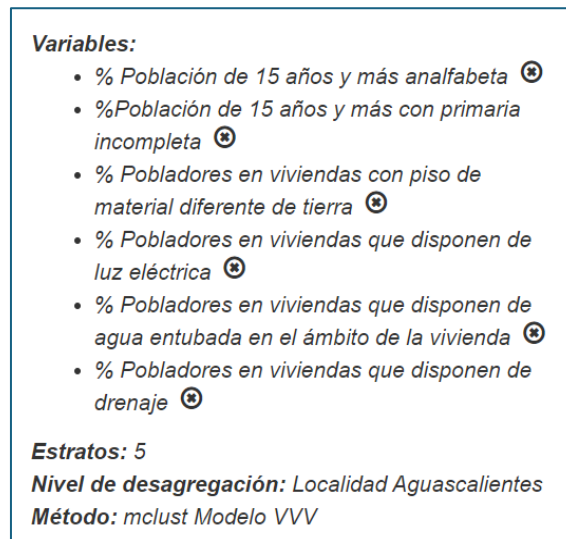 Variables:
• % Población de 15 años y más analfabeta
• %Población de 15 años y más con primaria
incompleta
• % Pobladores en viviendas con piso de
material diferente de tierra
• % Pobladores en viviendas que disponen de
luz eléctrica
• % Pobladores en viviendas que disponen de
agua entubada en el ámbito de la vivienda
• % Pobladores en viviendas que disponen de
drenaje
Estratos: 5
Nivel de desagregación: Localidad Aguascalientes
Método: mclust Modelo VVV